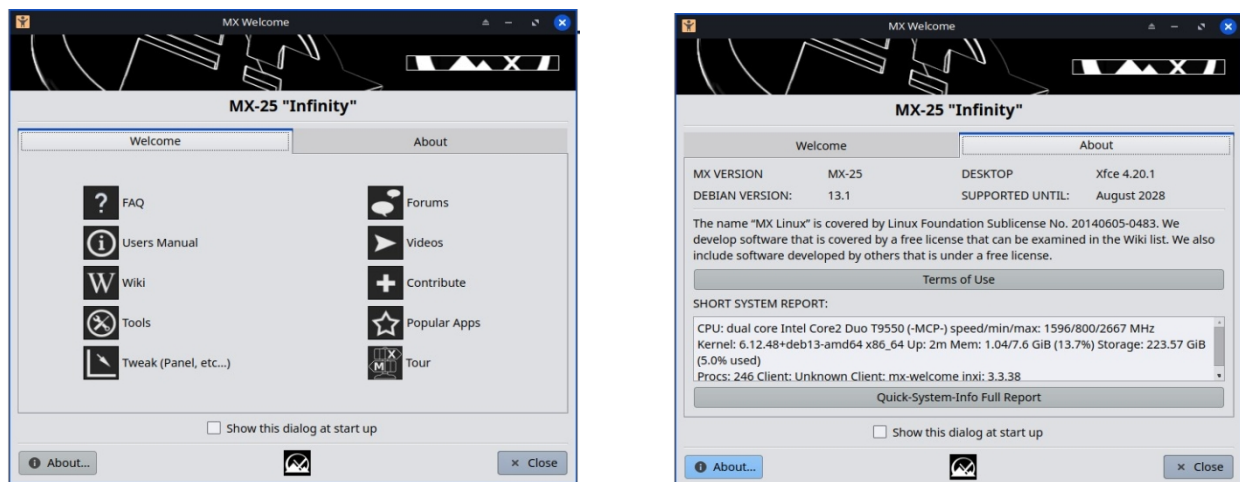 MX Welcome
MX-25 "Infinity"
Welcome
About
FAQ
Forums
Users Manual
Videos
Wiki
Contribute
Tools
Popular Apps
Tweak (Panel, etc...)
Tour
Show this dialog at start up
About...
Close
MX Welcome
MX-25 "Infinity"
Welcome
About
MX VERSION MX-25 DESKTOP Xfce 4.20.1
DEBIAN VERSION: 13.1 SUPPORTED UNTIL: August 2028
The name “MX Linux” is covered by Linux Foundation Sublicense No. 20140605-0483. We
develop software that is covered by a free license that can be examined in the Wiki list. We also
include software developed by others that is under a free license.
Terms of Use
SHORT SYSTEM REPORT:
CPU: dual core Intel Core2 Duo T9550 (-MCP-) speed/min/max: 1596/800/2667 MHz
Kernel: 6.12.48+deb13-amd64 x86_64 Up: 2m Mem: 1.04/7.6 GiB (13.7%) Storage: 223.57 GiB
(5.0% used)
Procs: 246 Client: Unknown Client: mx-welcome inxi: 3.3.38
Quick-System-Info Full Report
Show this dialog at start up
About...
Close